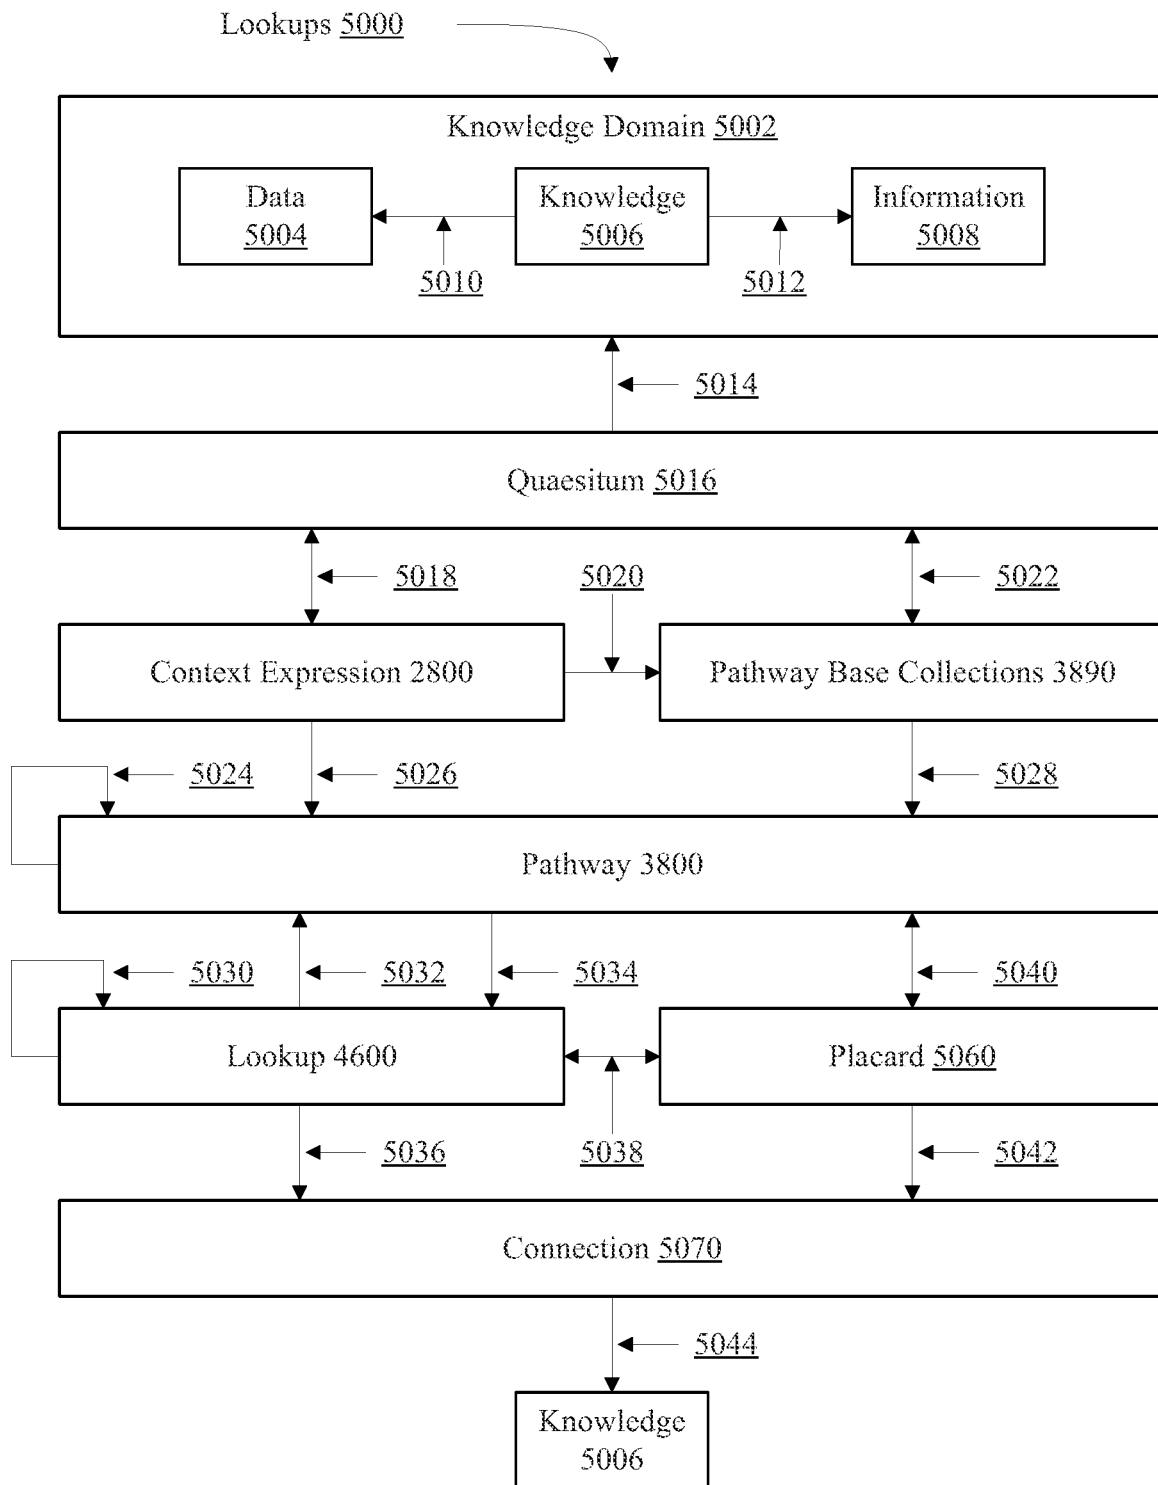 Lookups 5000
Knowledge Domain 5002
Data
5004
Knowledge
5006
Information
5008
5010
5012
5014
Quaesitum 5016
5018
5020
5022
Context Expression 2800
Pathway Base Collections 3890
5024
5026
5028
Pathway 3800
5030
5032
5034
5040
Lookup 4600
Placard 5060
5036
5038
5042
Connection 5070
5044
Knowledge
5006